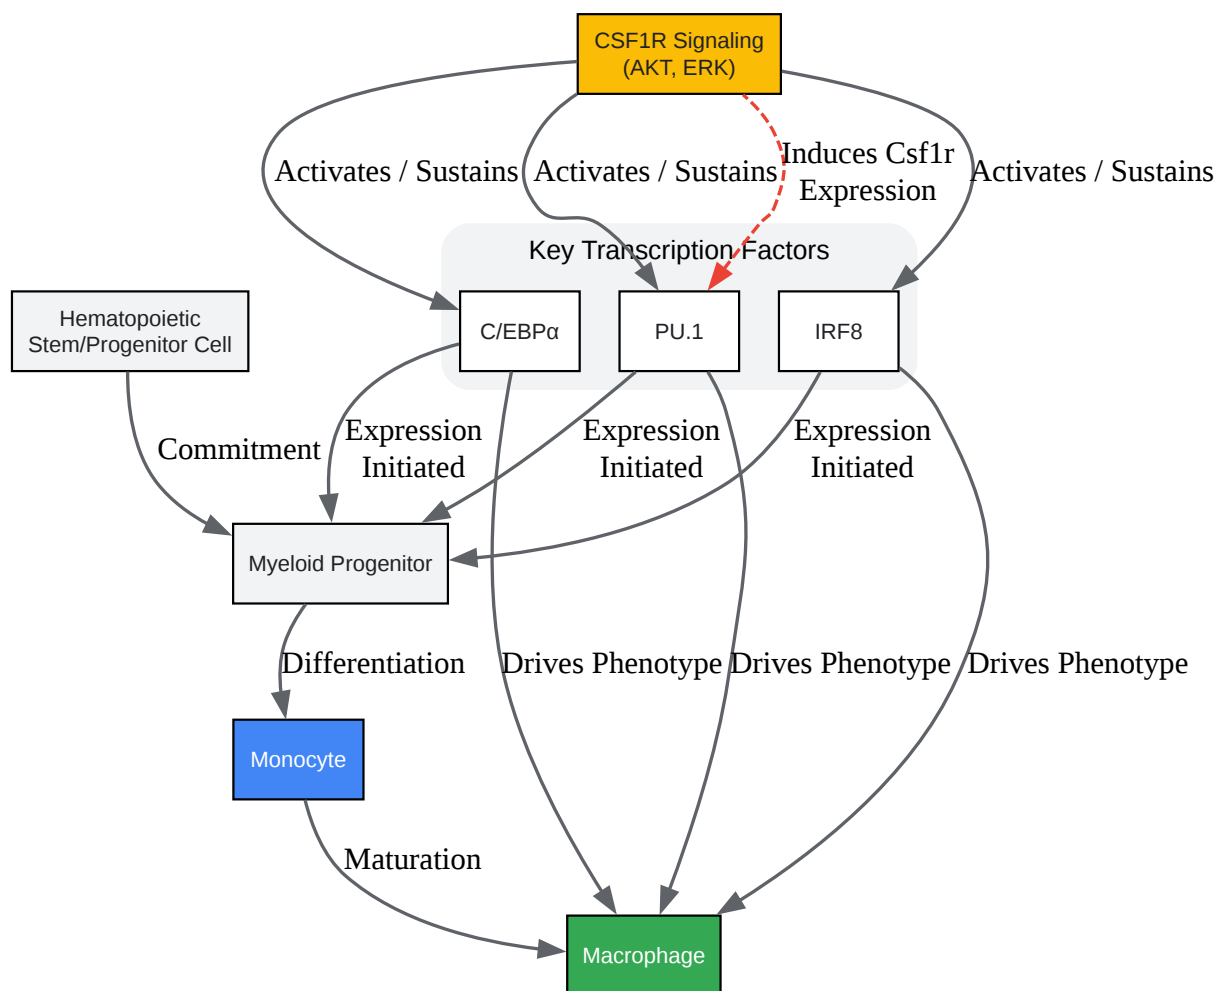 CSF1R Signaling
(AKT, ERK)
Activates / Sustains
Activates / Sustains
Induces Csf1r
Expression
Activates / Sustains
Key Transcription Factors
Hematopoietic
Stem/Progenitor Cell
C/EBPα
PU.1
IRF8
Commitment
Expression
Initiated
Expression
Initiated
Expression
Initiated
Myeloid Progenitor
Differentiation
Drives Phenotype
Drives Phenotype
Drives Phenotype
Monocyte
Maturation
Macrophage